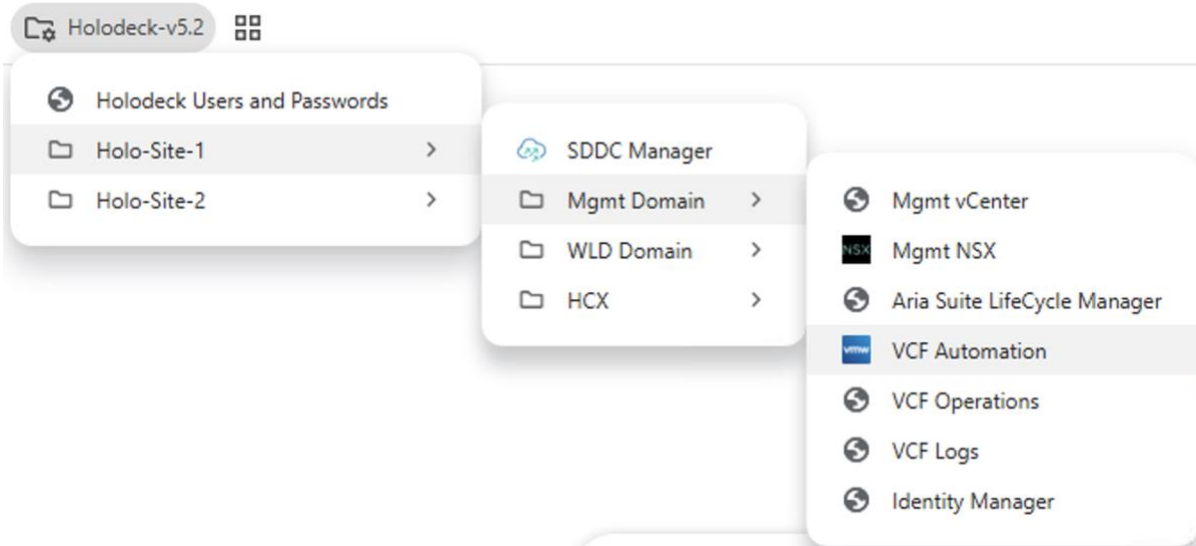 Holodeck-v5.2
Holodeck Users and Passwords
Holo-Site-1
Holo-Site-2
SDDC Manager
Mgmt Domain
WLD Domain
HCX
Mgmt vCenter
NSX Mgmt NSX
Aria Suite LifeCycle Manager
vmw VCF Automation
VCF Operations
VCF Logs
Identity Manager